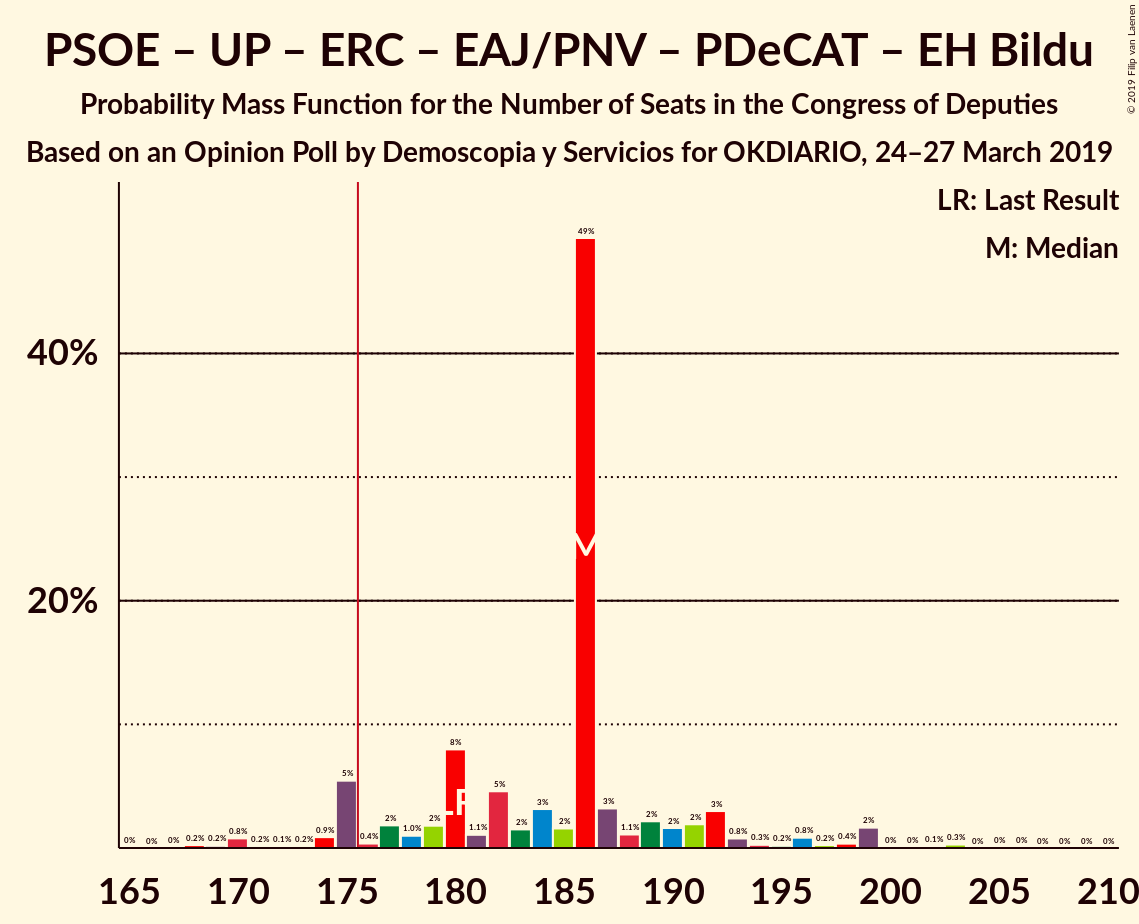 PSOE – UP – ERC – EAJ/PNV – PDeCAT – EH Bildu
Probability Mass Function for the Number of Seats in the Congress of Deputies
Based on an Opinion Poll by Demoscopia y Servicios for OKDIARIO, 24–27 March 2019
© 2019 Filip van Laenen
LR: Last Result
M: Median
40%
20%
0% 0% 0% 0.2% 0.2% 0.8% 0.2% 0.1% 0.2% 0.9% 5% 0.4% 2% 1.0% 2% 8% 1.1% 5% 2% 3% 2% 49% 3% 1.1% 2% 2% 2% 3% 0.8% 0.3% 0.2% 0.8% 0.2% 0.4% 2% 0% 0% 0.1% 0.3% 0% 0% 0% 0% 0% 0% 0%
LR
M
165 170 175 180 185 190 195 200 205 210